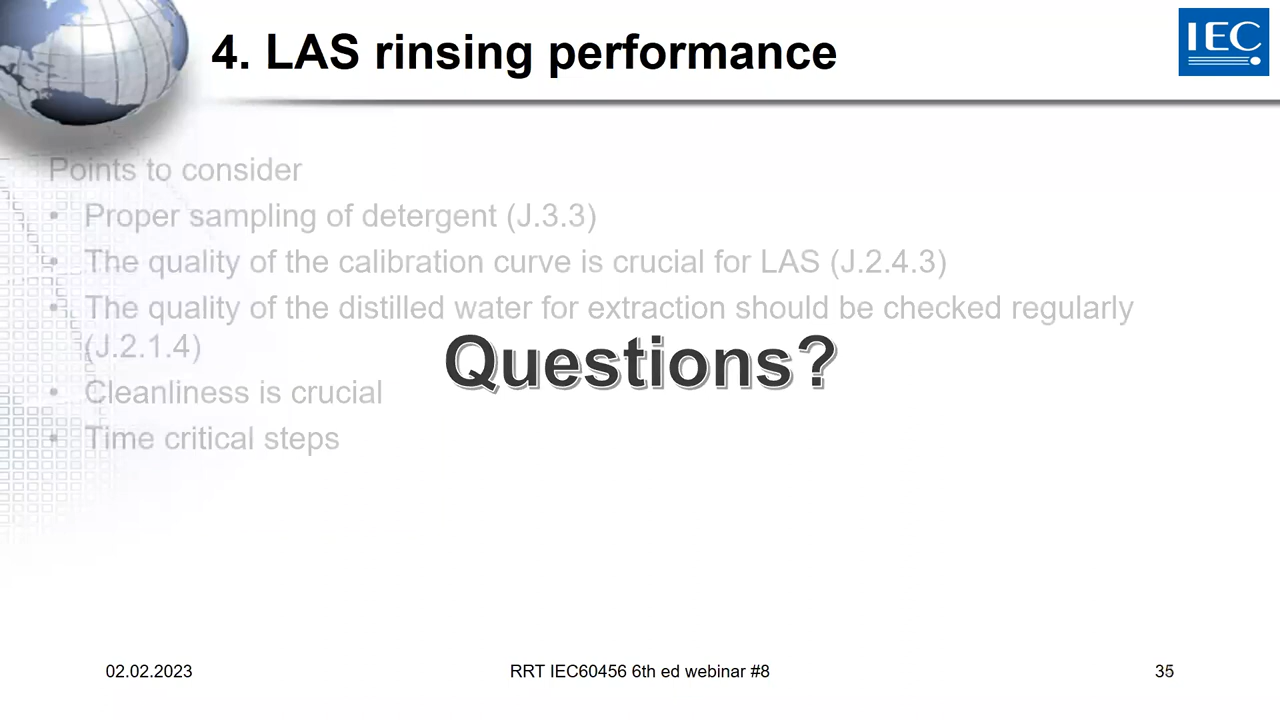 4. LAS rinsing performance
IEC
Points to consider
• Proper sampling of detergent (J.3.3)
• The quality of the calibration curve is crucial for LAS (J.2.4.3)
• The quality of the distilled water for extraction should be checked regularly
(J.2.1.4)
Questions?
• Cleanliness is crucial
• Time critical steps
02.02.2023
RRT IEC60456 6th ed webinar #8
35